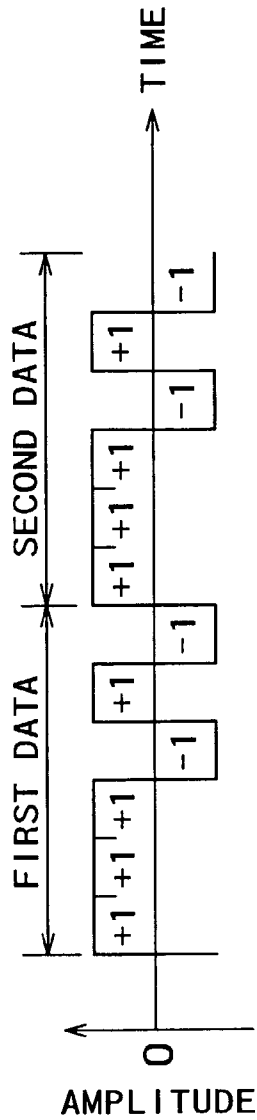 FIRST DATA SECOND DATA
+1 +1 +1 -1 +1 -1 +1 +1 +1 -1 +1 -1
0
TIME
AMPLITUDE